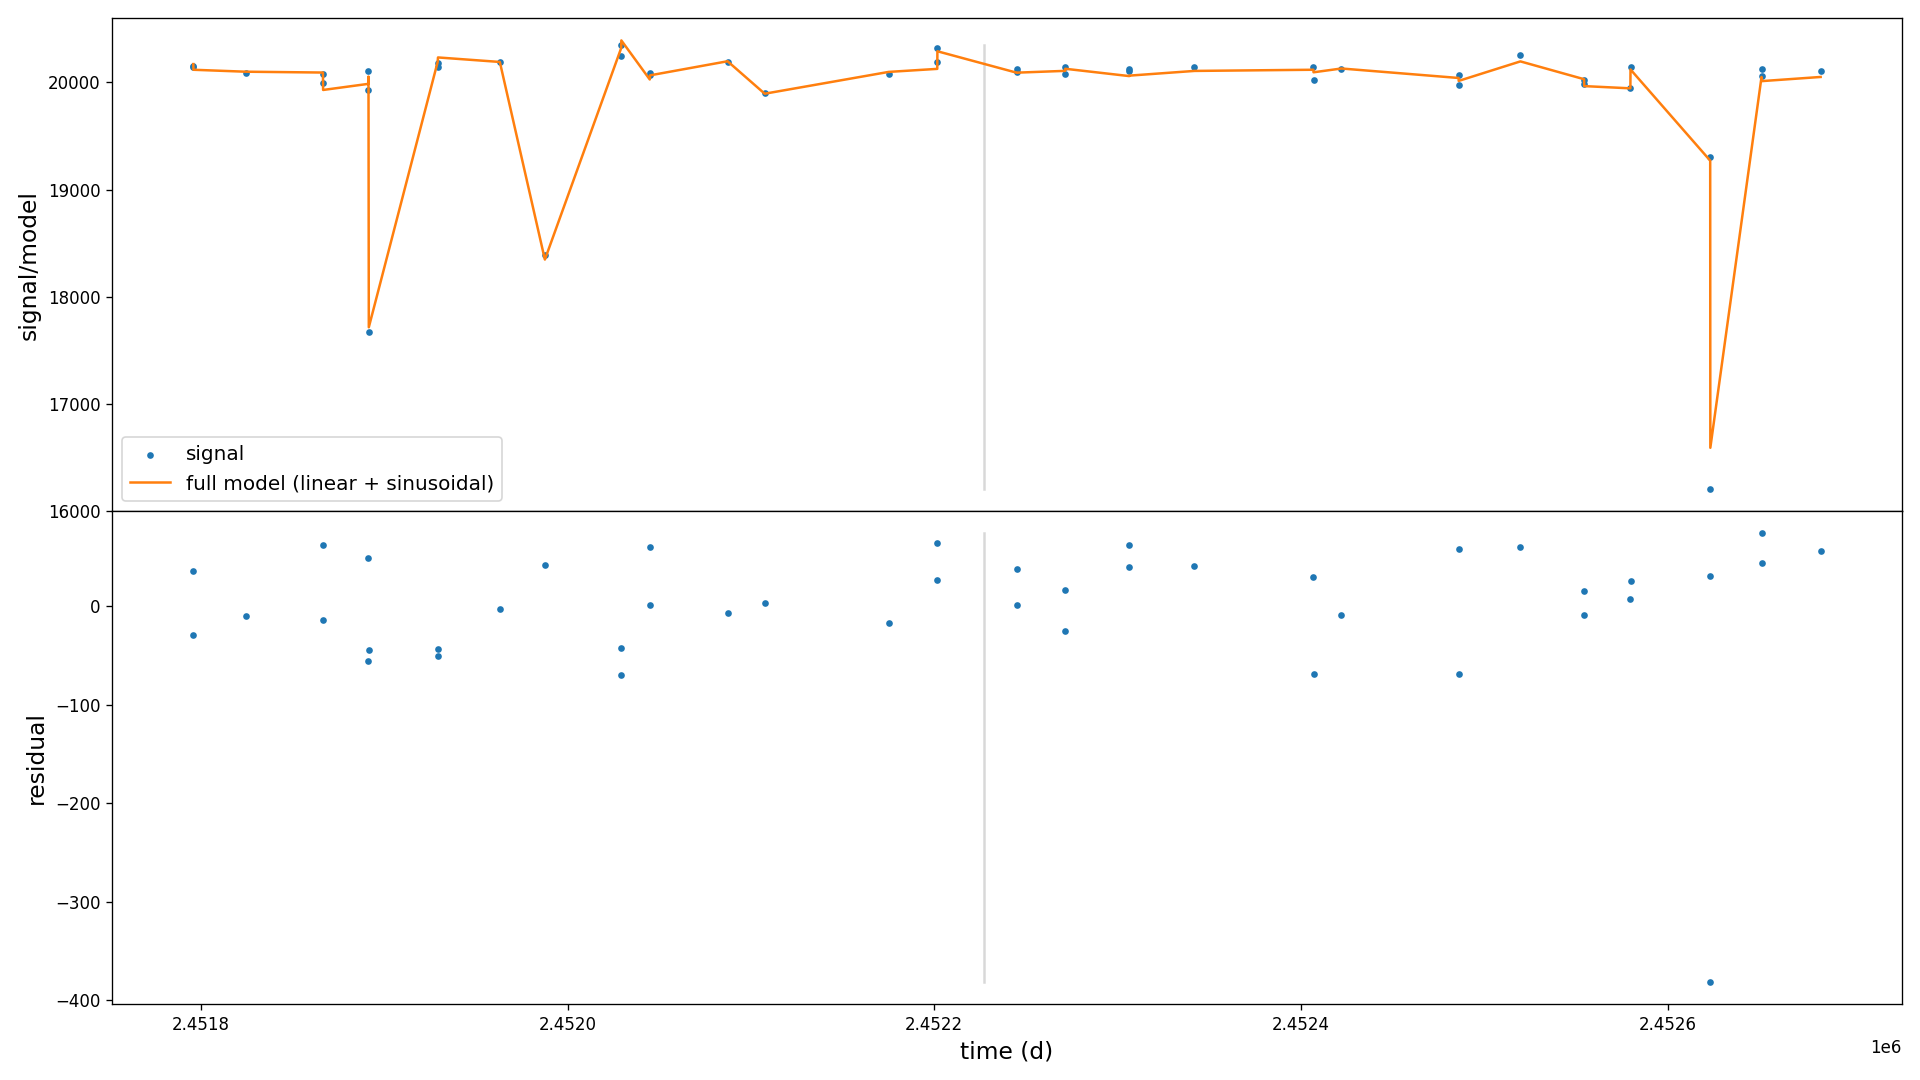 20000
19000
18000
17000
16000
signal/model
signal
full model (linear + sinusoidal)
0
−100
−200
−300
−400
residual
2.4518 2.4520 2.4522 2.4524 2.4526
time (d)
1e6